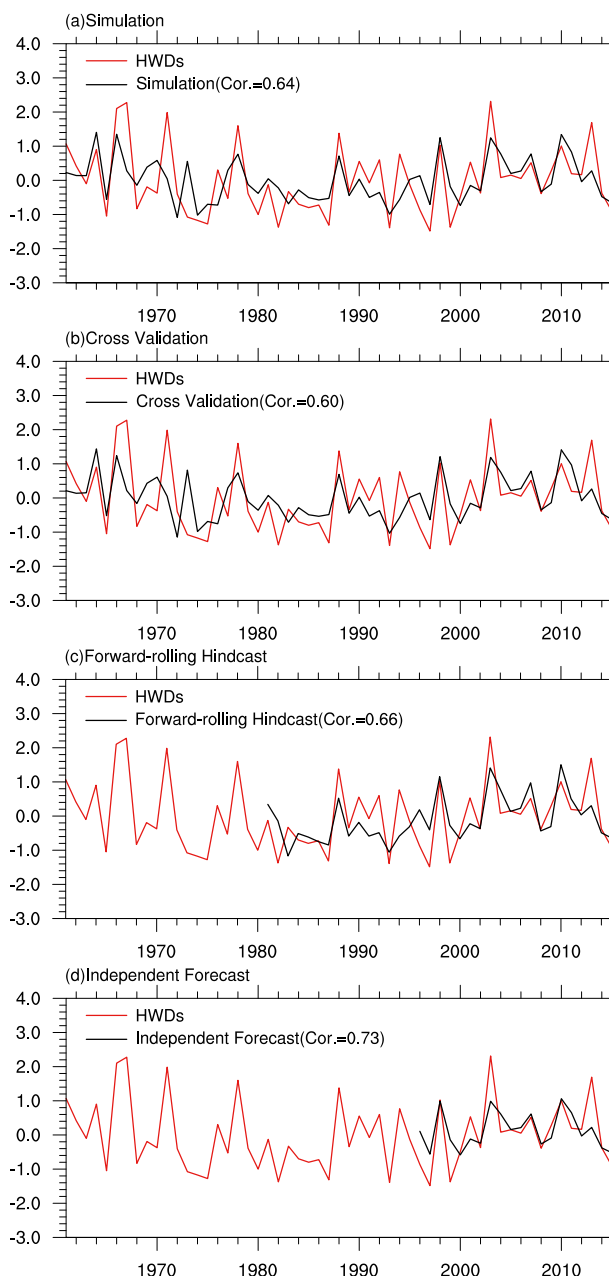 (a)Simulation
4.0
HWDs
3.0
Simulation(Cor.=0.64)
2.0
1.0
0.0
-1.0
-2.0
-3.0
1970 1980 1990 2000 2010
(b)Cross Validation
4.0
HWDs
3.0
Cross Validation(Cor.=0.60)
2.0
1.0
0.0
-1.0
-2.0
-3.0
1970 1980 1990 2000 2010
(c)Forward-rolling Hindcast
4.0
HWDs
3.0
Forward-rolling Hindcast(Cor.=0.66)
2.0
1.0
0.0
-1.0
-2.0
-3.0
1970 1980 1990 2000 2010
(d)Independent Forecast
4.0
HWDs
3.0
Independent Forecast(Cor.=0.73)
2.0
1.0
0.0
-1.0
-2.0
-3.0
1970 1980 1990 2000 2010